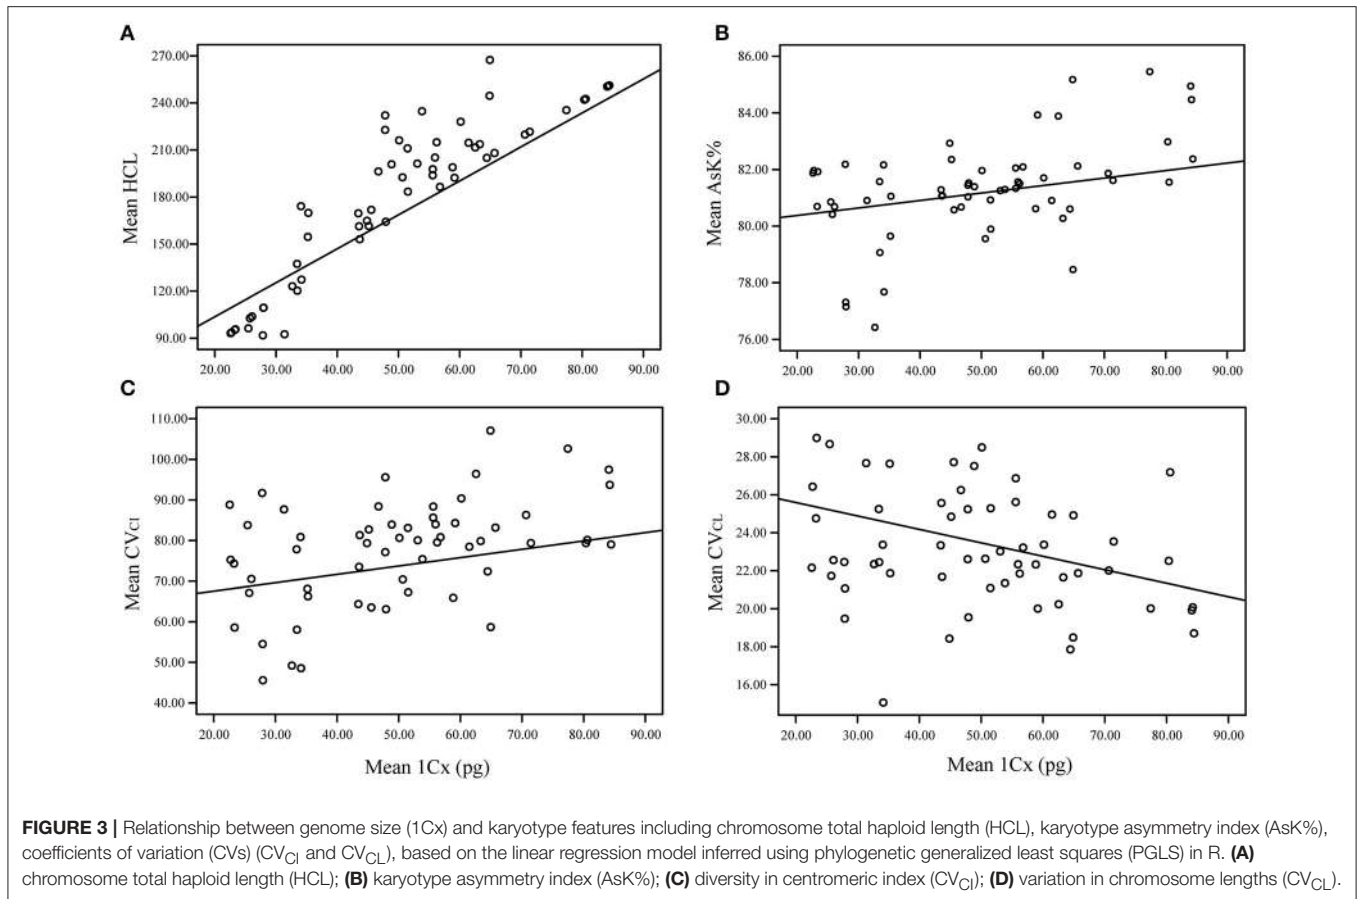 A
270.00
240.00
210.00
180.00
150.00
120.00
90.00
Mean HCL
20.00 30.00 40.00 50.00 60.00 70.00 80.00 90.00
B
86.00
84.00
82.00
80.00
78.00
76.00
Mean AsK%
20.00 30.00 40.00 50.00 60.00 70.00 80.00 90.00
C
110.00
100.00
90.00
80.00
70.00
60.00
50.00
40.00
Mean CVCI
20.00 30.00 40.00 50.00 60.00 70.00 80.00 90.00
Mean 1Cx (pg)
D
30.00
28.00
26.00
24.00
22.00
20.00
18.00
16.00
Mean CVCL
20.00 30.00 40.00 50.00 60.00 70.00 80.00 90.00
Mean 1Cx (pg)
FIGURE 3 | Relationship between genome size (1Cx) and karyotype features including chromosome total haploid length (HCL), karyotype asymmetry index (AsK%),
coefficients of variation (CVs) (CVCI and CVCL), based on the linear regression model inferred using phylogenetic generalized least squares (PGLS) in R. (A)
chromosome total haploid length (HCL); (B) karyotype asymmetry index (AsK%); (C) diversity in centromeric index (CVCI); (D) variation in chromosome lengths (CVCL).